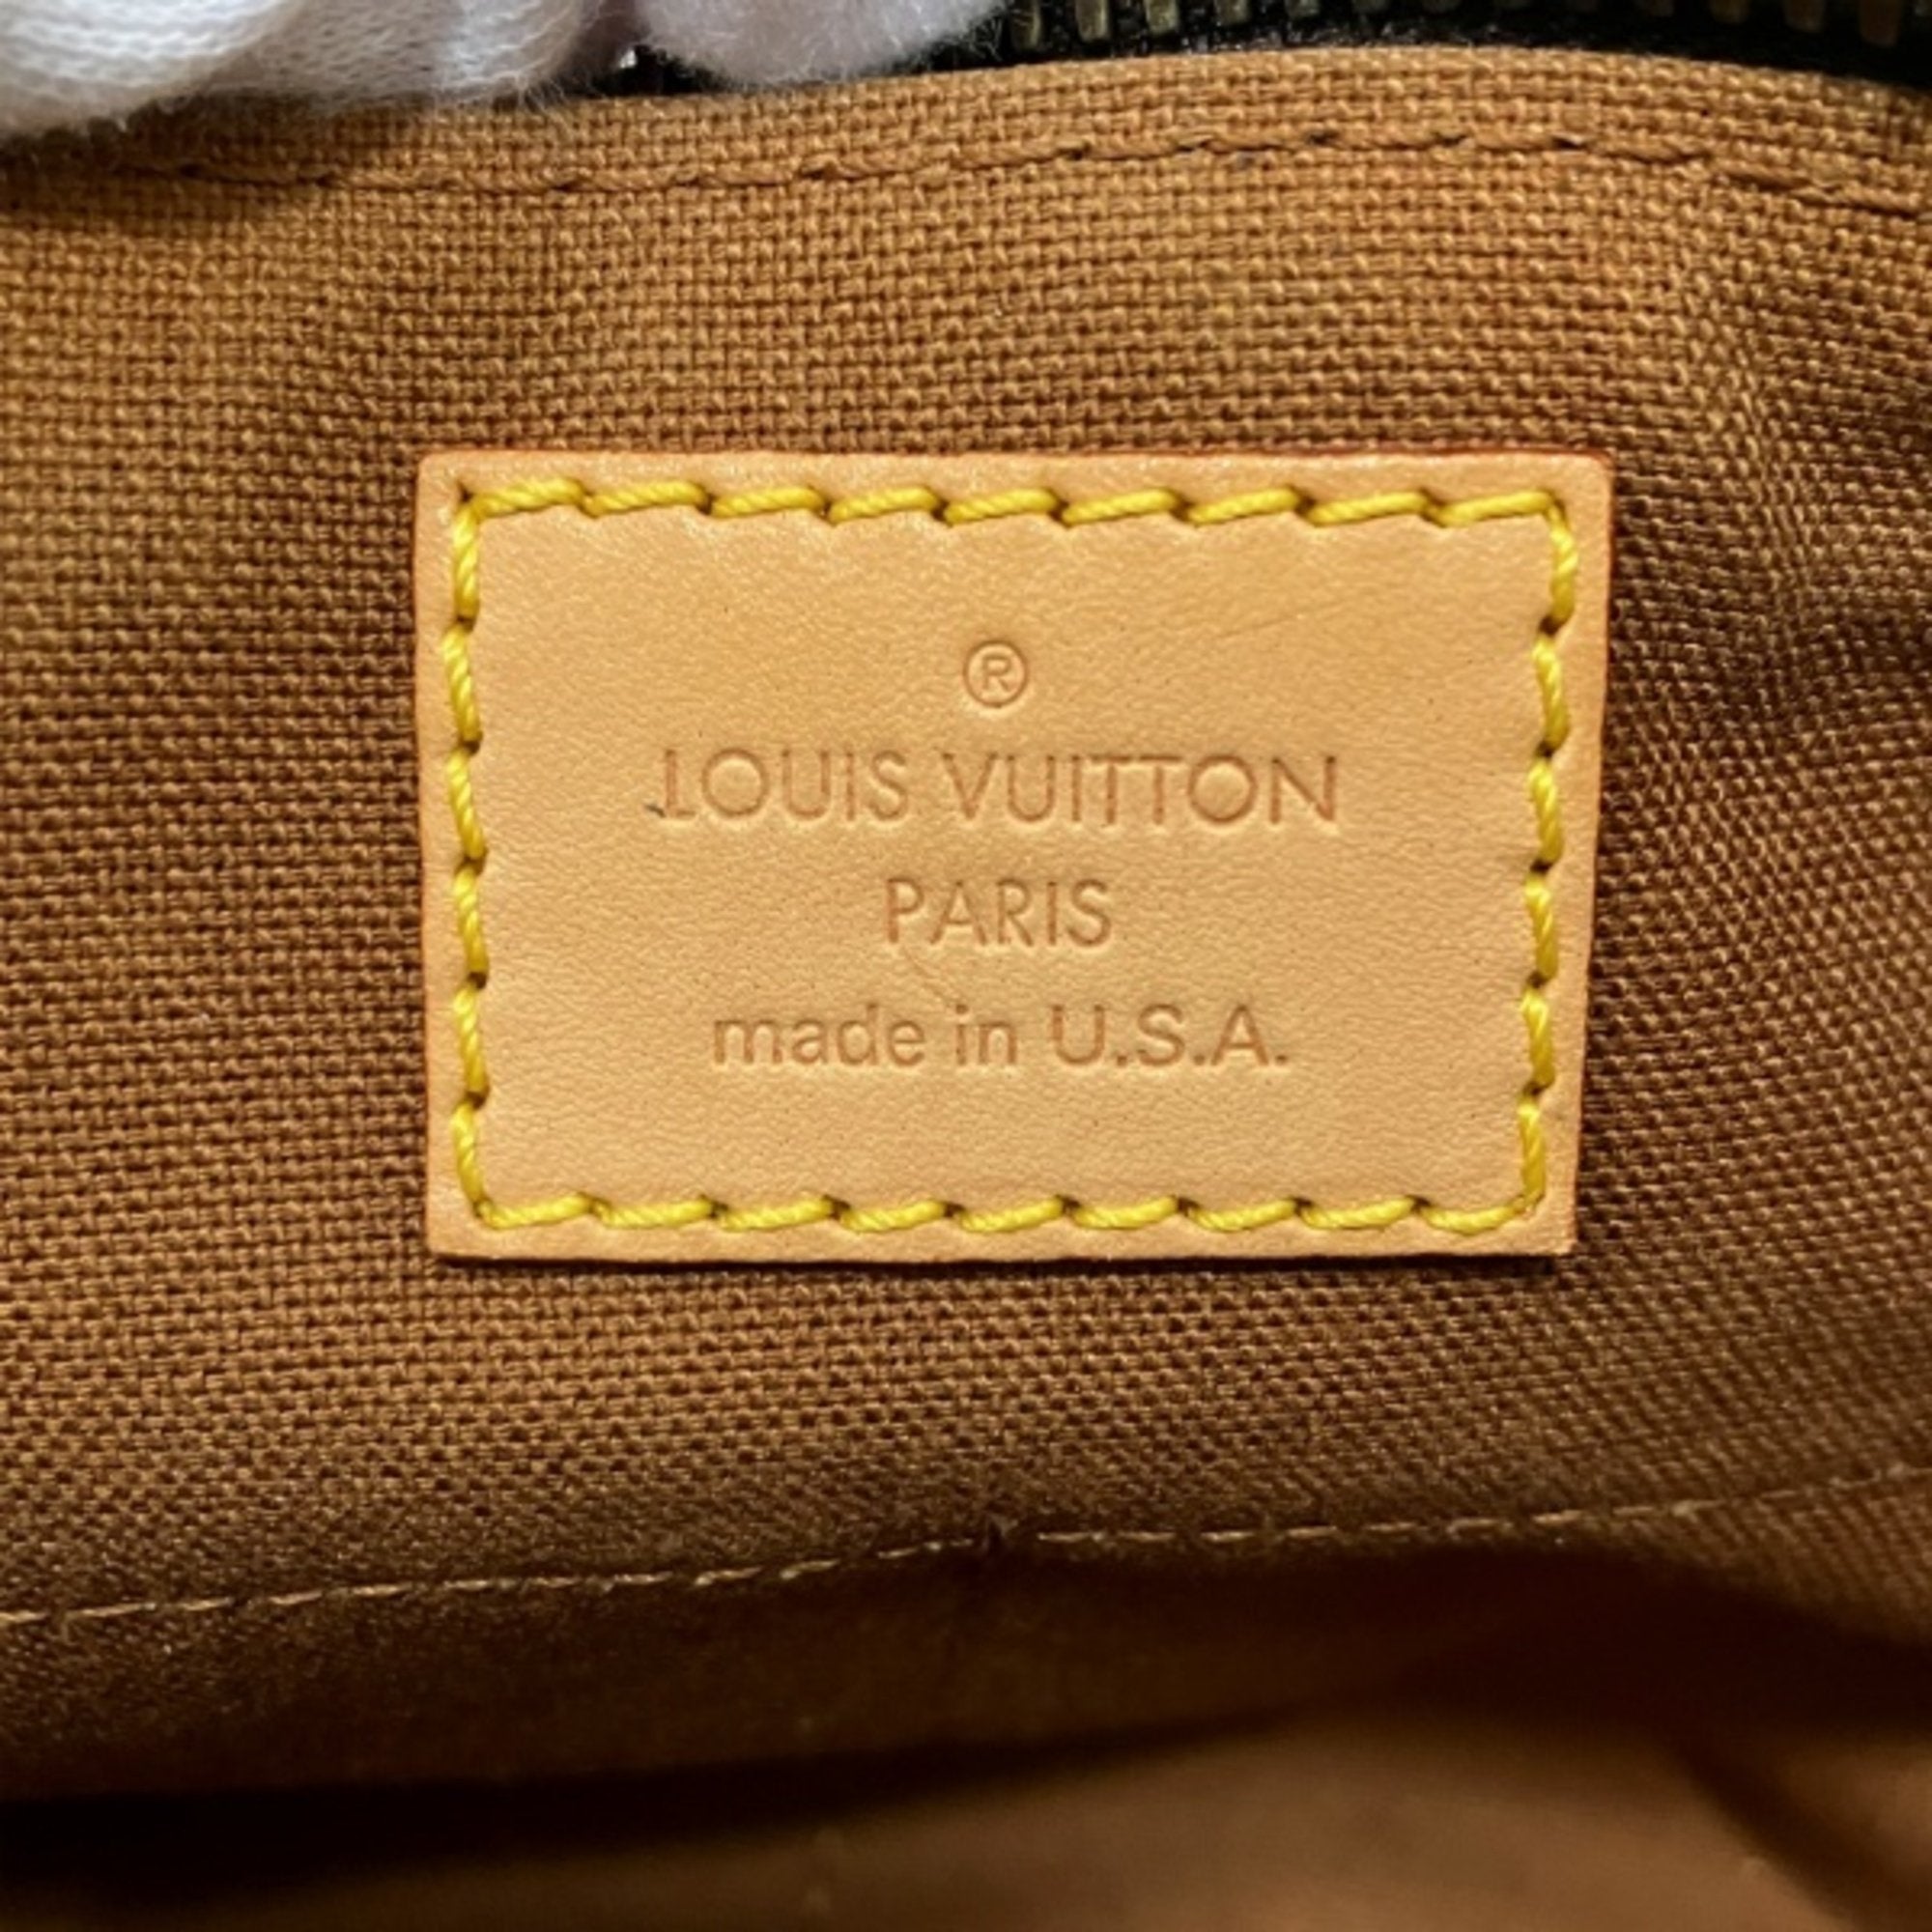 ®
LOUIS VUITTON
PARIS
made in U.S.A.